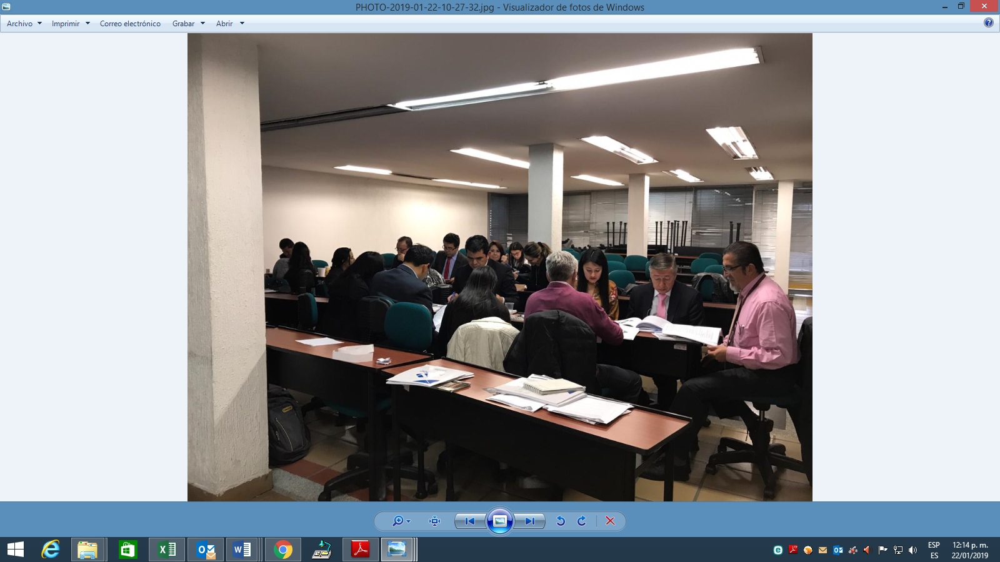 PHOTO-2019-01-22-10-27-32.jpg - Visualizador de fotos de Windows
Archivo Imprimir Correo electrónico Grabar Abrir
ESP 12:14 p. m.
ES 22/01/2019